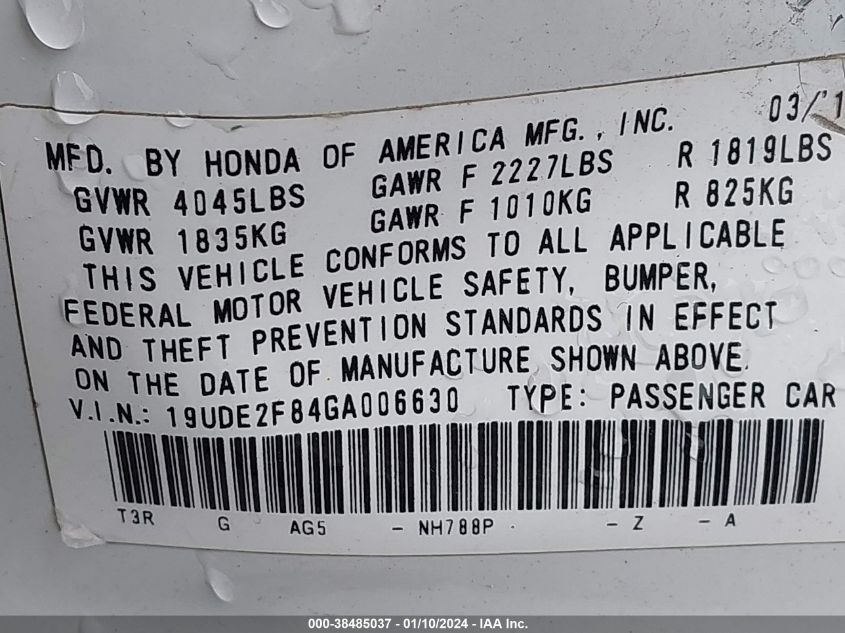 MFD. BY HONDA OF AMERICA MFG., INC. 03/'1
GVWR 4045LBS GAWR F 2227LBS R 1819LBS
GVWR 1835KG GAWR F 1010KG R 825KG
THIS VEHICLE CONFORMS TO ALL APPLICABLE
FEDERAL MOTOR VEHICLE SAFETY, BUMPER,
AND THEFT PREVENTION STANDARDS IN EFFECT
ON THE DATE OF MANUFACTURE SHOWN ABOVE.
V.I.N.: 19UDE2F84GA006630 TYPE: PASSENGER CAR
T3R G AG5 - NH788P - Z - A
000-38485037 - 01/10/2024 - IAA Inc.